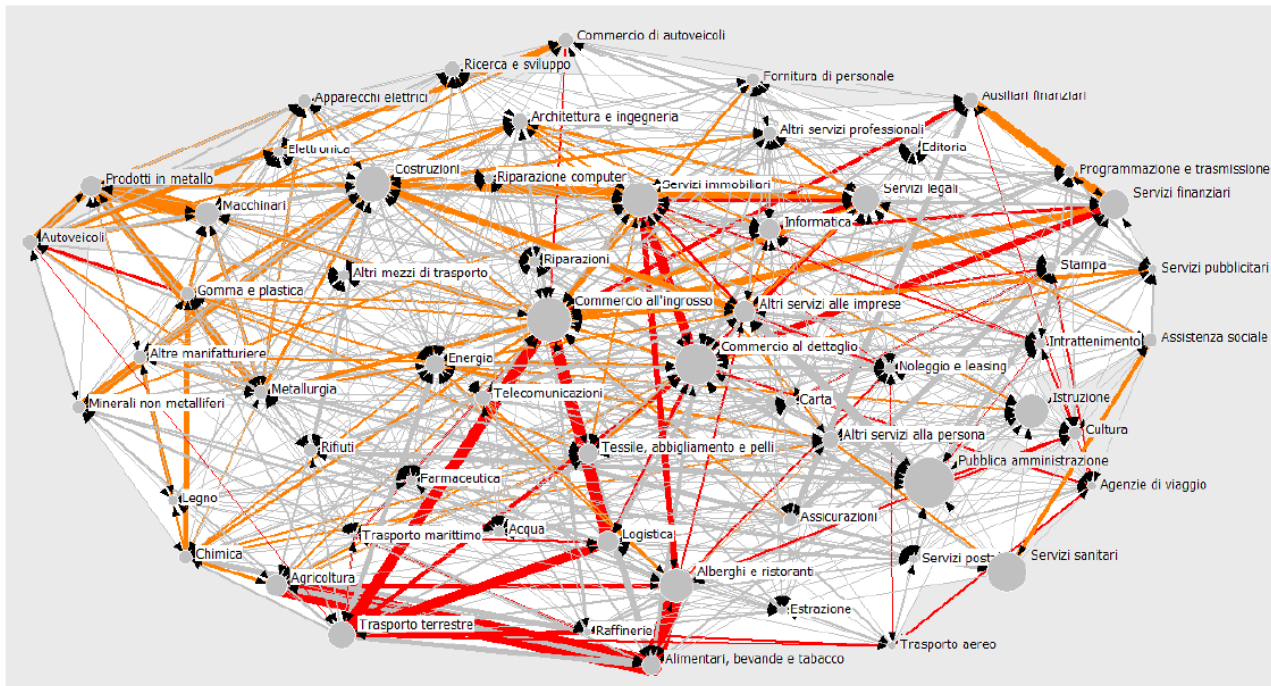 Commercio di autoveicoli
Ricerca e sviluppo
Fornitura di personale
Apparecchi elettrici
Ausiliari finanziari
Architettura e ingegneria
Altri servizi professionali
Elettronica
Editoria
Costruzioni
Programmazione e trasmissione
Prodotti in metallo
Riparazione computer
Servizi immobiliari
Servizi legali
Servizi finanziari
Macchinari
Informatica
Autoveicoli
Riparazioni
Stampa
Servizi pubblicitari
Altri mezzi di trasporto
Gomma e plastica
Commercio all'ingrosso
Altri servizi alle imprese
Assistenza sociale
Intrattenimento
Commercio al dettaglio
Altre manifatturiere
Energia
Noleggio e leasing
Metallurgia
Telecomunicazioni
Istruzione
Carta
Minerali non metalliferi
Cultura
Altri servizi alla persona
Rifiuti
Tessile, abbigliamento e pelli
Pubblica amministrazione
Farmaceutica
Agenzie di viaggio
Legno
Assicurazioni
Acqua
Trasporto marittimo
Logistica
Chimica
Servizi postali
Servizi sanitari
Alberghi e ristoranti
Agricoltura
Estrazione
Trasporto terrestre
Raffinerie
Trasporto aereo
Alimentari, bevande e tabacco